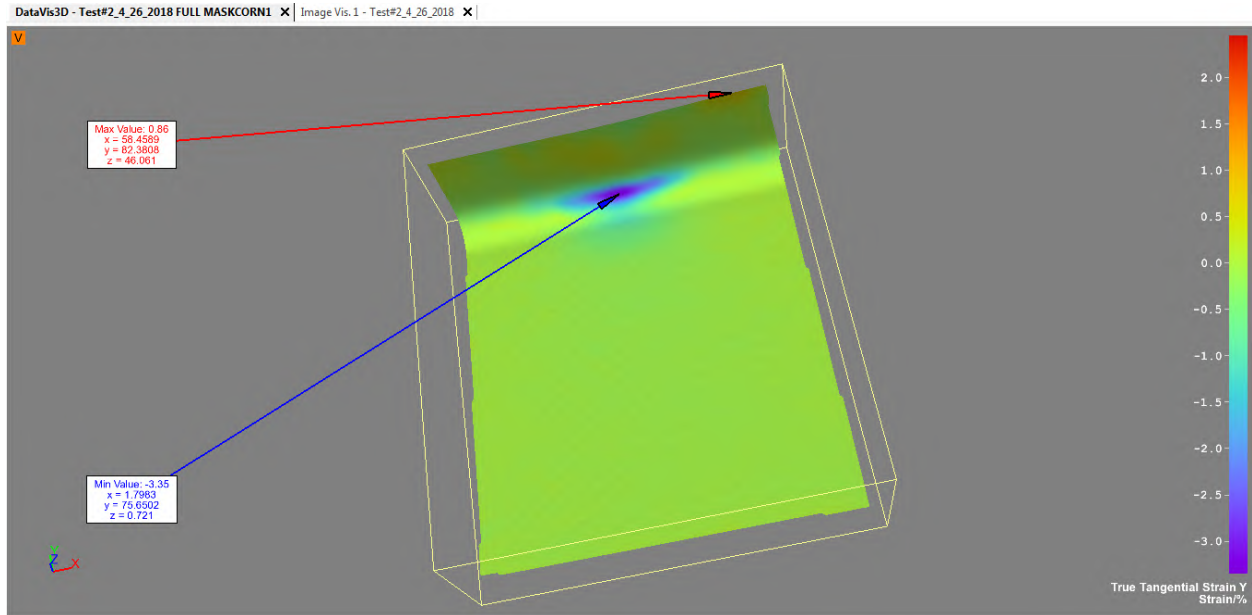 DataVis3D - Test#2_4_26_2018 FULL MASKCORN1 X Image Vis. 1 - Test#2_4_26_2018 X
V
Max Value: 0.86
x = 58.4589
y = 82.3808
z = 46.061
Min Value: -3.35
x = 1.7983
y = 75.6502
z = 0.721
2.0
1.5
1.0
0.5
0.0
-0.5
-1.0
-1.5
-2.0
-2.5
-3.0
Z
X
True Tangential Strain Y
Strain/%